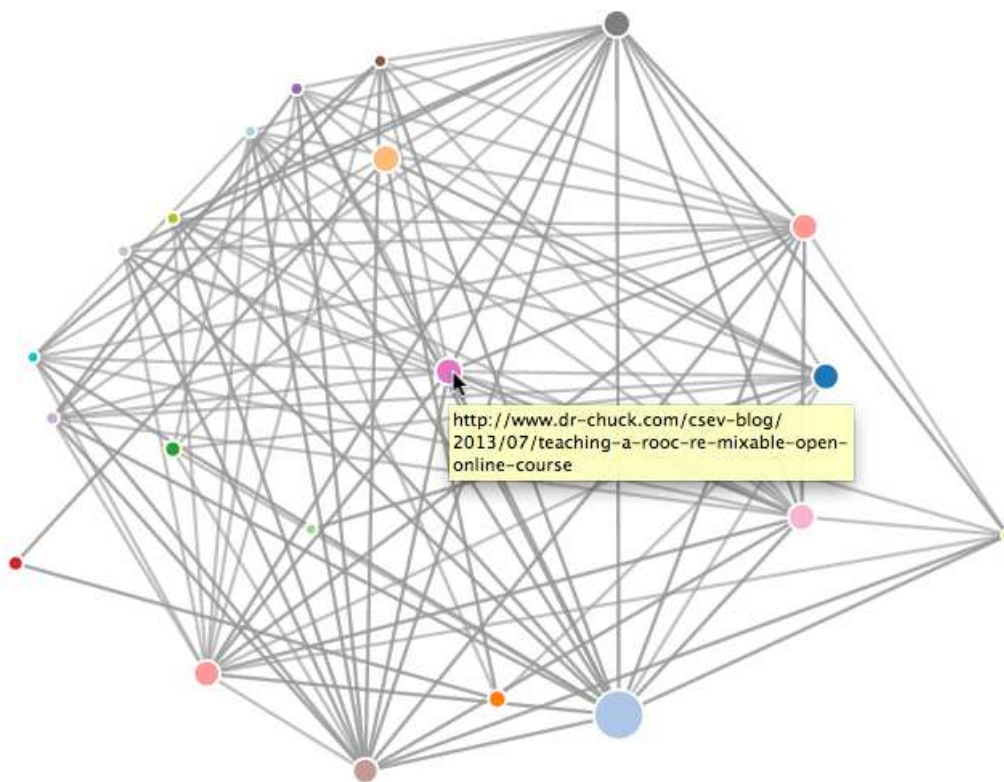 http://www.dr-chuck.com/csev-blog/
2013/07/teaching-a-rooc-re-mixable-open-
online-course